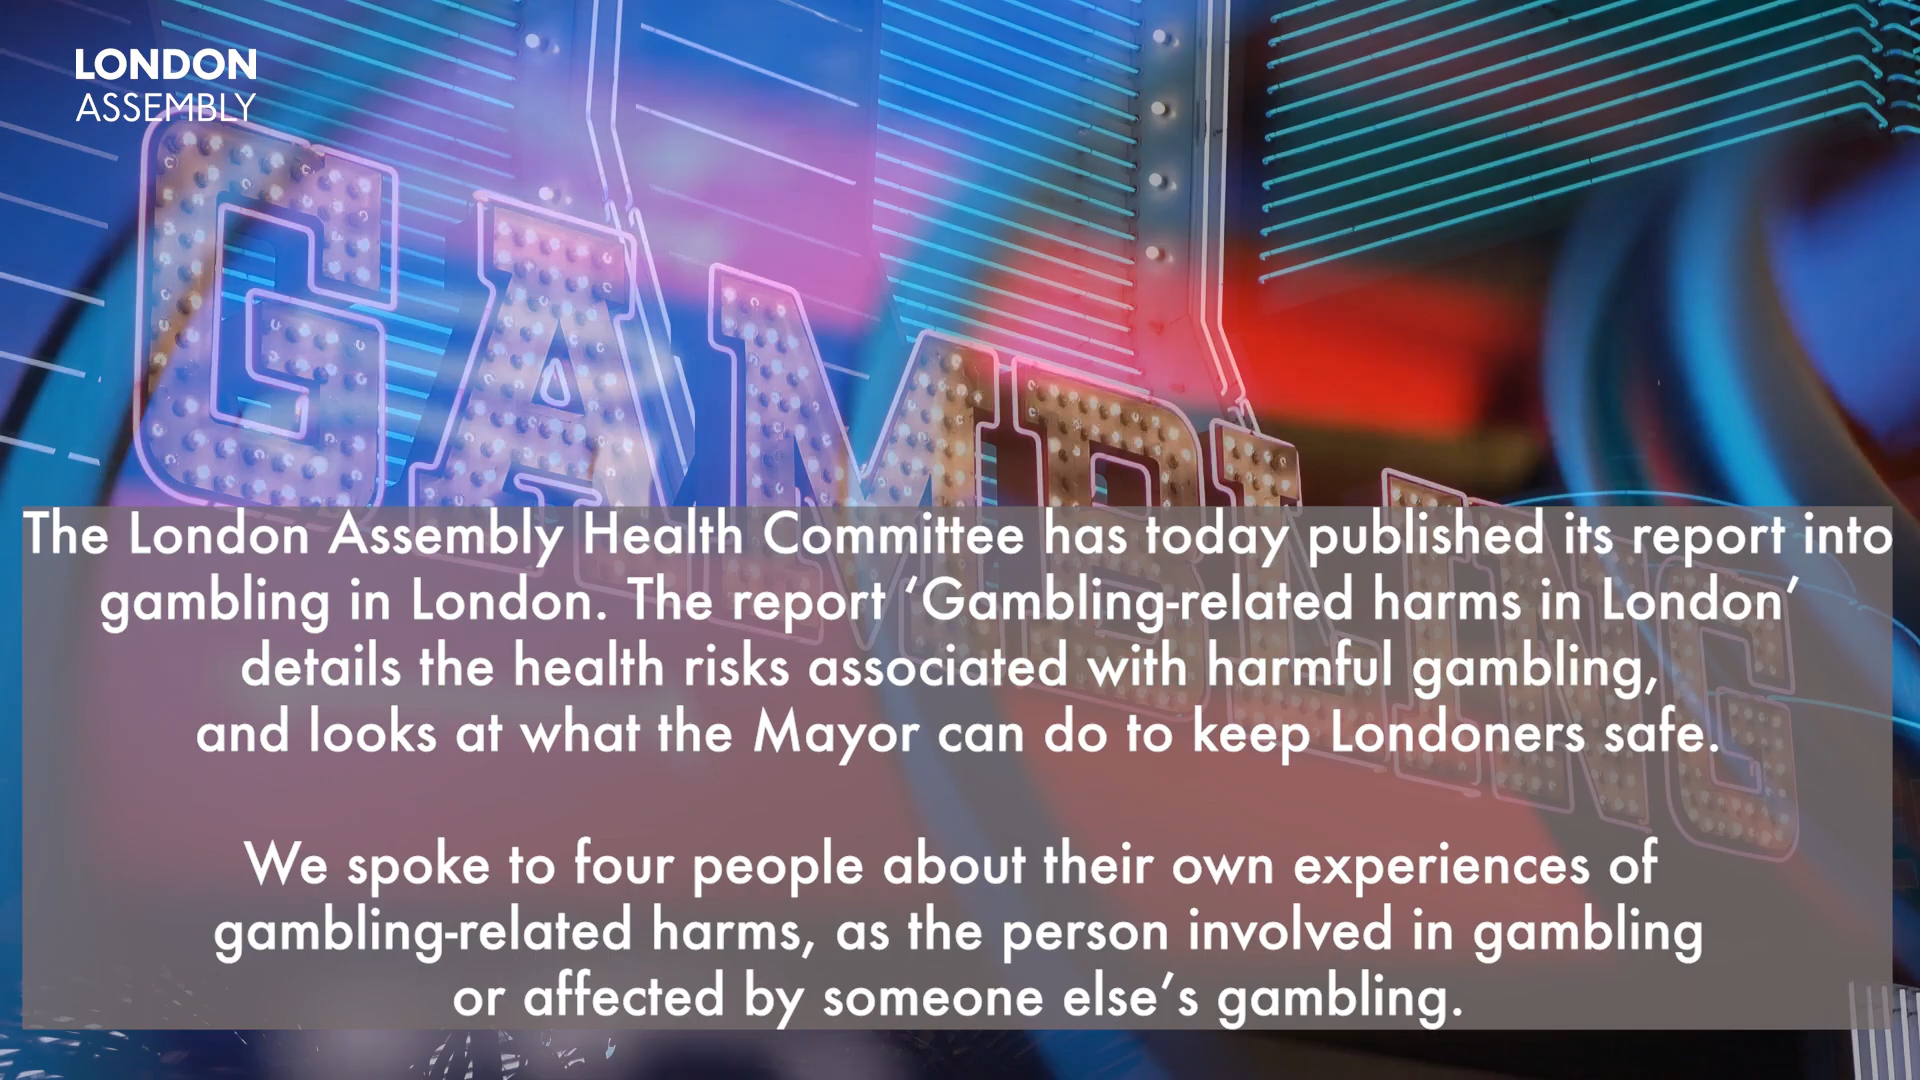 LONDON
ASSEMBLY
GAMBLING
The London Assembly Health Committee has today published its report into
gambling in London. The report ‘Gambling-related harms in London’
details the health risks associated with harmful gambling,
and looks at what the Mayor can do to keep Londoners safe.
We spoke to four people about their own experiences of
gambling-related harms, as the person involved in gambling
or affected by someone else’s gambling.